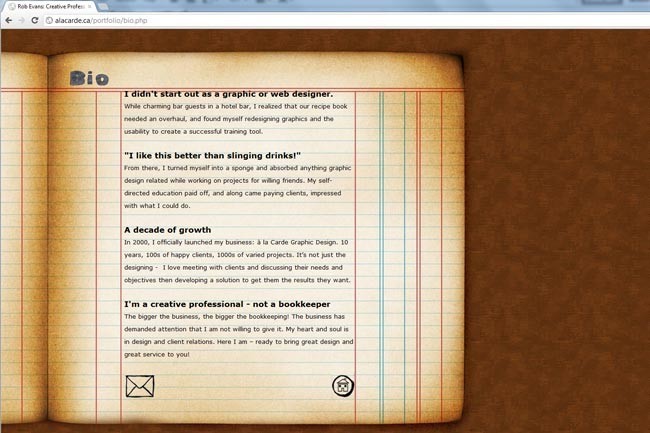 Rob Evans: Creative Profes
alacarde.ca/portfolio/bio.php
Bio
I didn't start out as a graphic or web designer.
While charming bar guests in a hotel bar, I realized that our recipe book
needed an overhaul, and found myself redesigning graphics and the
usability to create a successful training tool.
"I like this better than slinging drinks!"
From there, I turned myself into a sponge and absorbed anything graphic
design related while working on projects for willing friends. My self-
directed education paid off, and along came paying clients, impressed
with what I could do.
A decade of growth
In 2000, I officially launched my business: à la Carde Graphic Design. 10
years, 100s of happy clients, 1000s of varied projects. It's not just the
designing - I love meeting with clients and discussing their needs and
objectives then developing a solution to get them the results they want.
I'm a creative professional - not a bookkeeper
The bigger the business, the bigger the bookkeeping! The business has
demanded attention that I am not willing to give it. My heart and soul is
in design and client relations. Here I am – ready to bring great design and
great service to you!